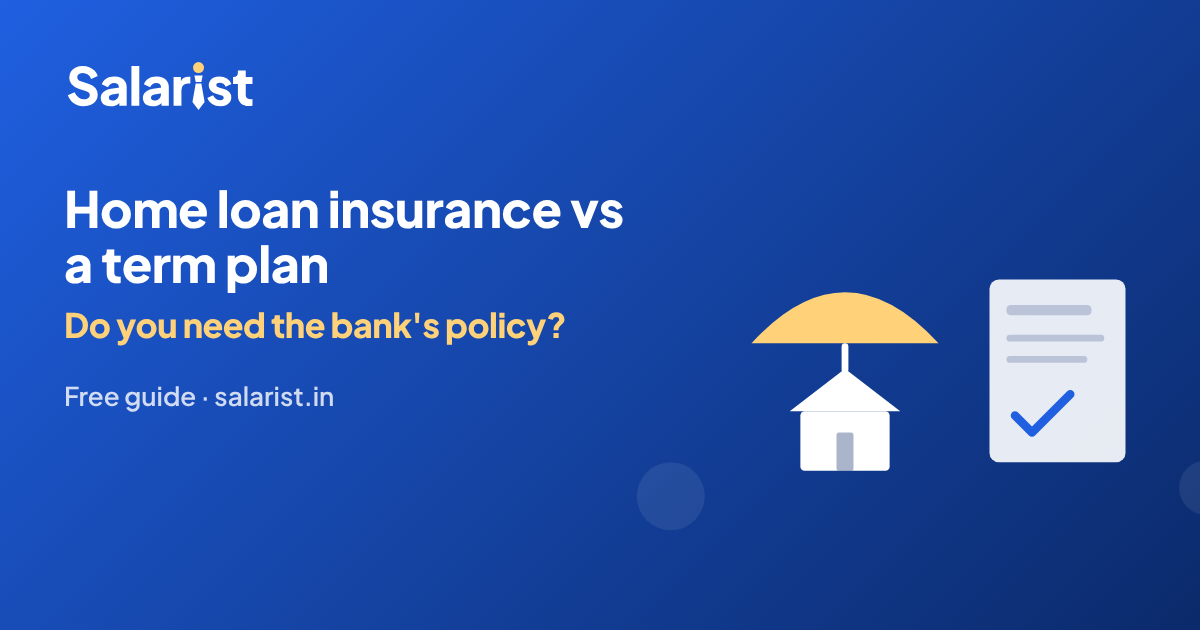 Salarist
Home loan insurance vs
a term plan
Do you need the bank's policy?
Free guide · salarist.in